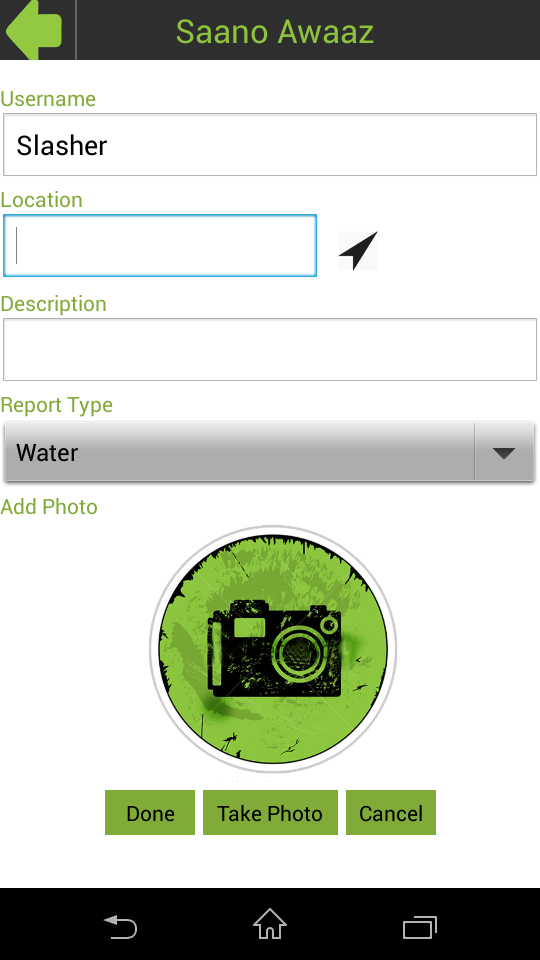 Saano Awaaz
Username
Slasher
Location
Description
Report Type
Water
Add Photo
Done Take Photo Cancel